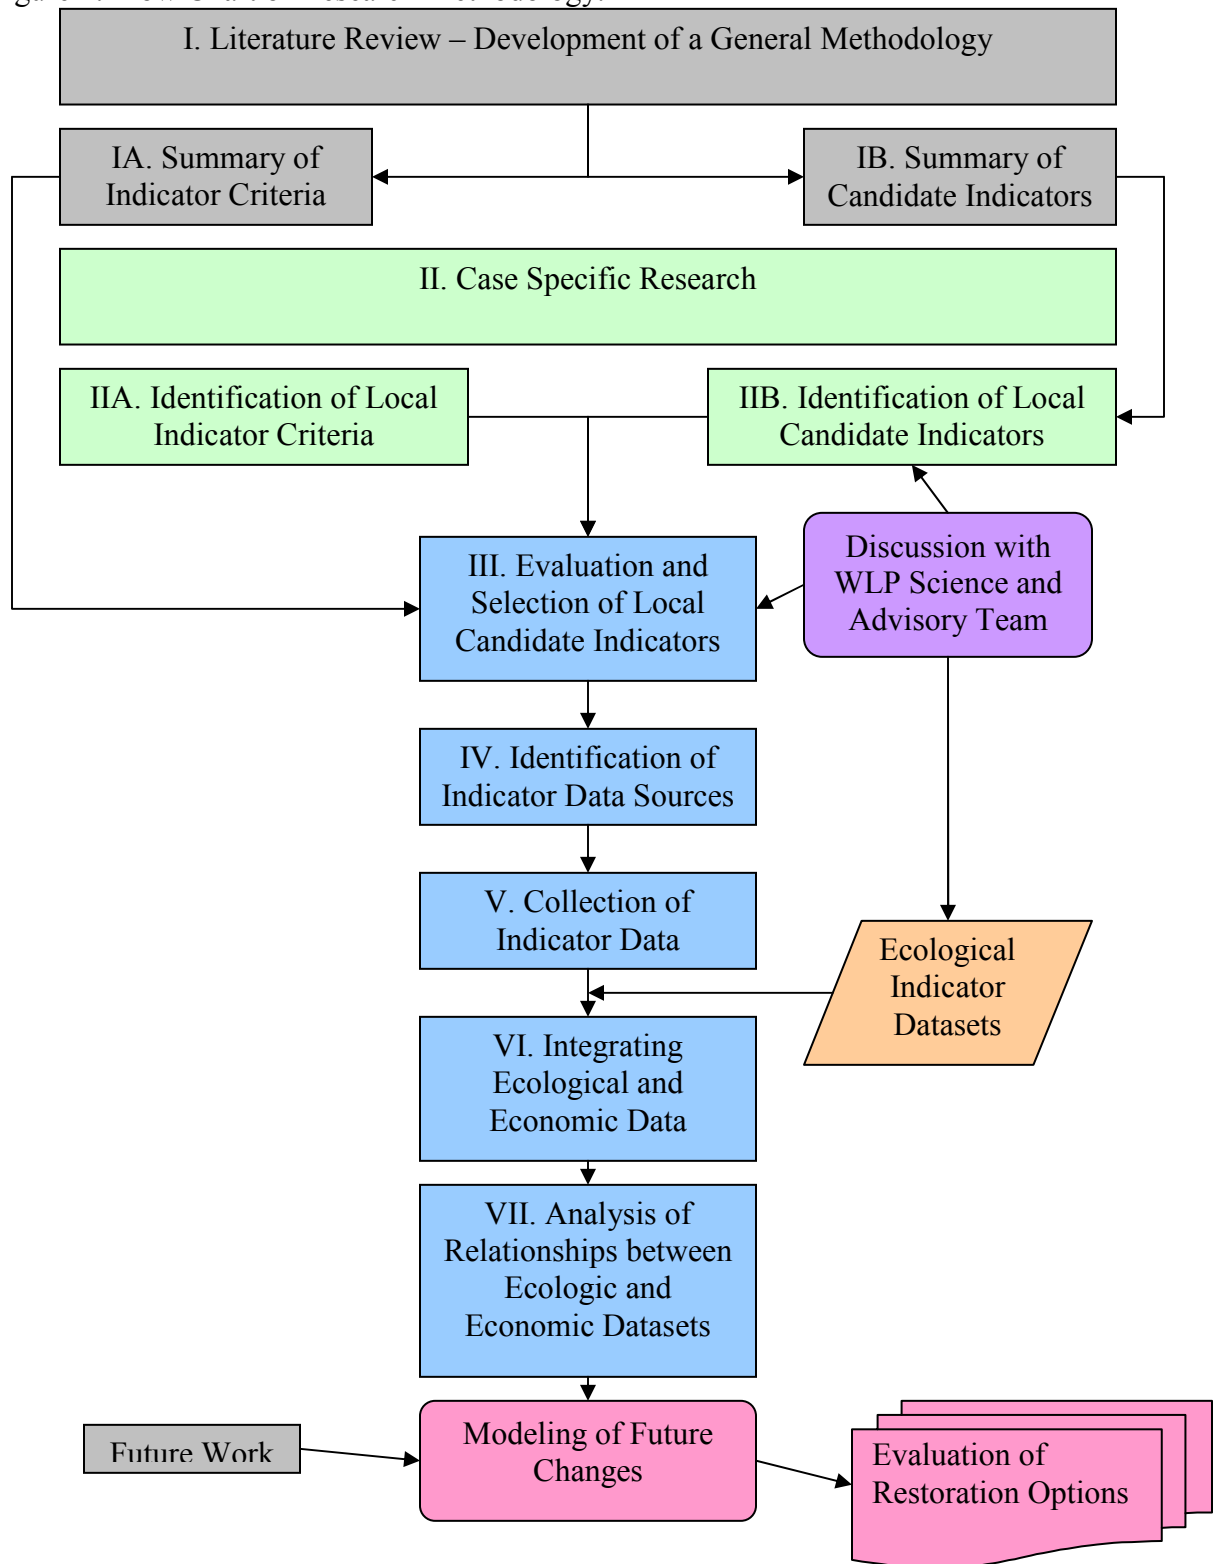 I. Literature Review – Development of a General Methodology
IA. Summary of
Indicator Criteria
IB. Summary of
Candidate Indicators
II. Case Specific Research
IIA. Identification of Local
Indicator Criteria
IIB. Identification of Local
Candidate Indicators
Discussion with
WLP Science and
Advisory Team
III. Evaluation and
Selection of Local
Candidate Indicators
IV. Identification of
Indicator Data Sources
V. Collection of
Indicator Data
Ecological
Indicator
Datasets
VI. Integrating
Ecological and
Economic Data
VII. Analysis of
Relationships between
Ecologic and
Economic Datasets
Future Work
Modeling of Future
Changes
Evaluation of
Restoration Options